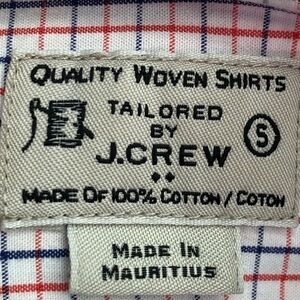 QUALITY WOVEN SHIRTS
TAILORED
BY
J.CREW
S
MADE OF 100% COTTON / COTON
MADE IN
MAURITIUS